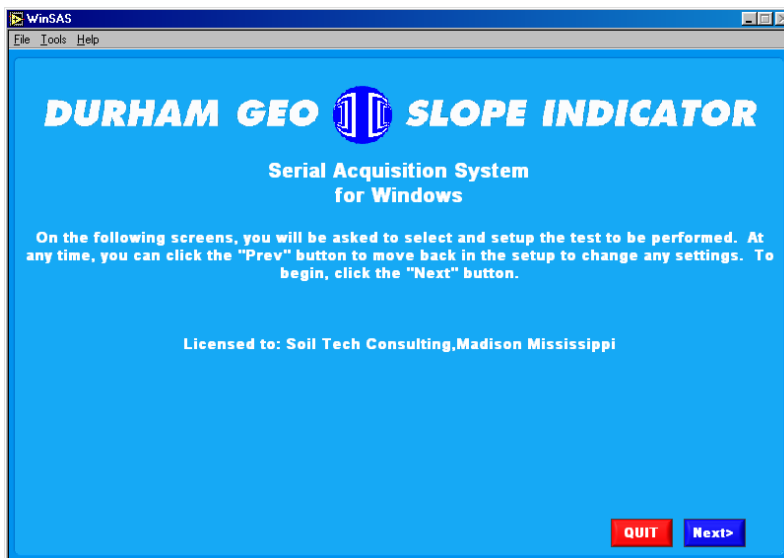 WinSAS
File Tools Help
DURHAM GEO SLOPE INDICATOR
Serial Acquisition System
for Windows
On the following screens, you will be asked to select and setup the test to be performed. At
any time, you can click the "Prev" button to move back in the setup to change any settings. To
begin, click the "Next" button.
Licensed to: Soil Tech Consulting,Madison Mississippi
QUIT Next>